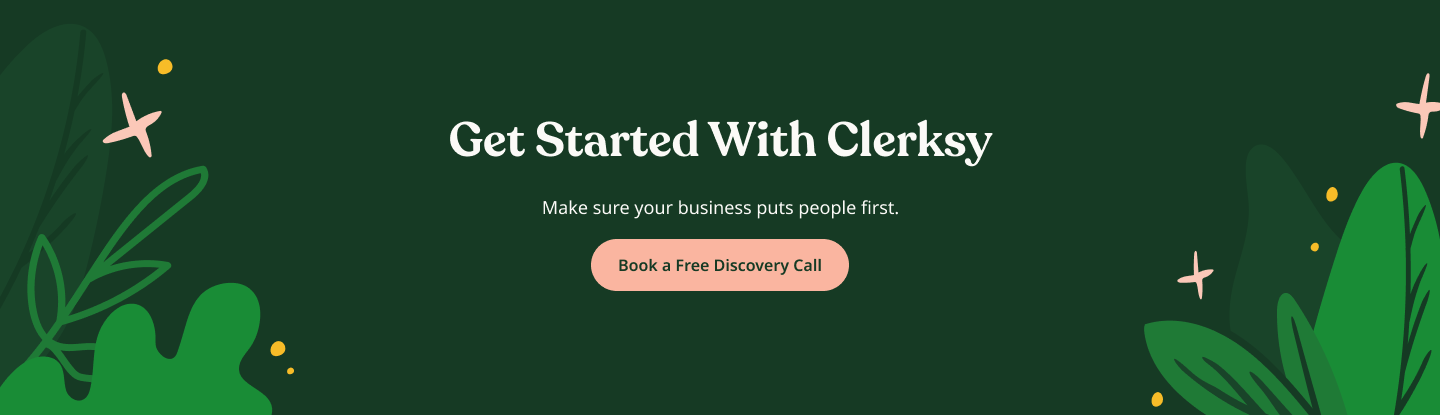 Get Started With Clerksy
Make sure your business puts people first.
Book a Free Discovery Call